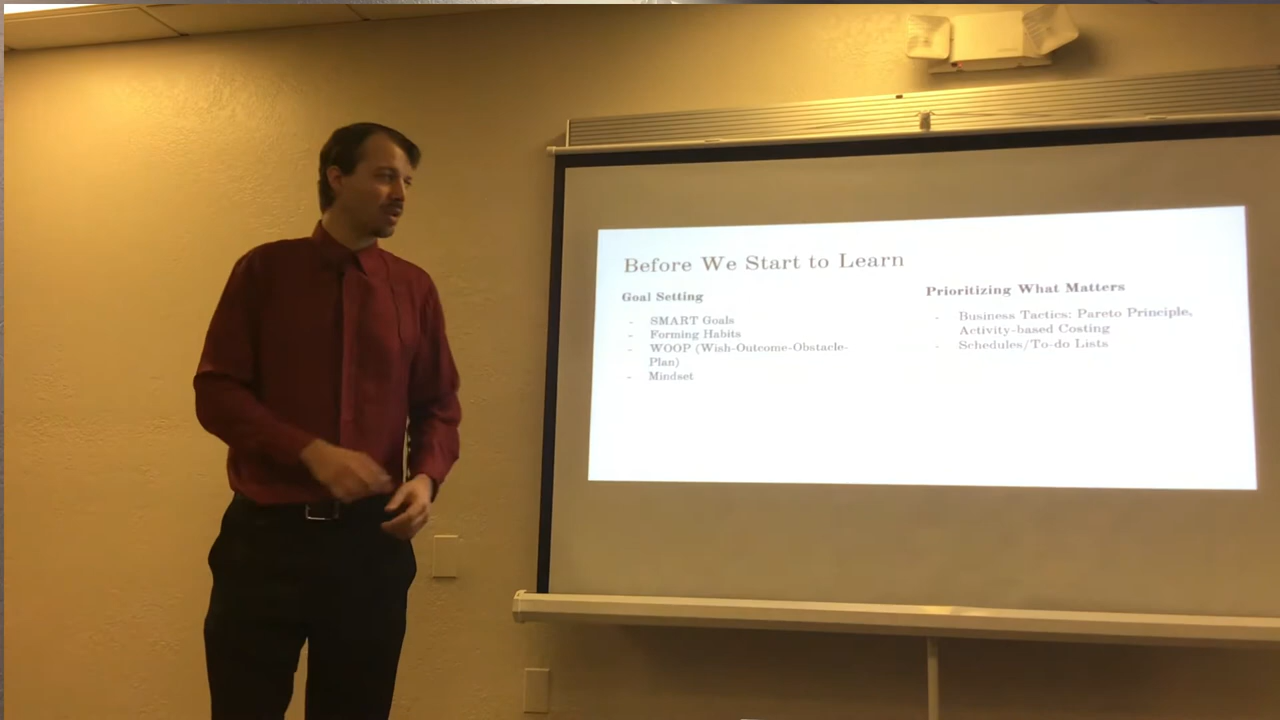 Before We Start to Learn
Goal Setting
- SMART Goals
- Forming Habits
- WOOP (Wish-Outcome-Obstacle-
Plan)
- Mindset
Prioritizing What Matters
- Business Tactics: Pareto Principle,
Activity-based Costing
- Schedules/To-do Lists